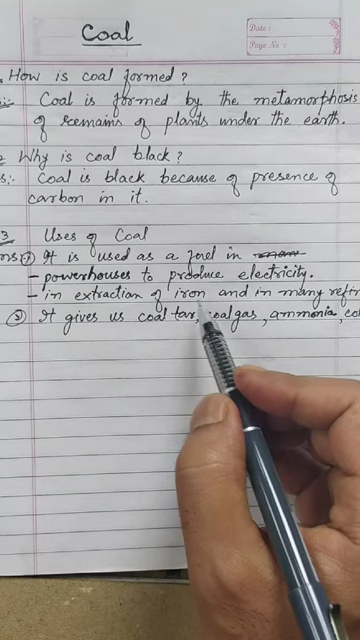 Coal
Date :
Page No :
How is coal formed ?
Coal is formed by the metamorphosis
of remains of plants under the earth.
Why is coal black ?
s:- Coal is black because of presence of
carbon in it.
3 Uses of Coal
ns:① It is used as a fuel in
- powerhouses to produce electricity.
- in extraction of iron and in many
② It gives us coal tar, coalgas, ammonia,